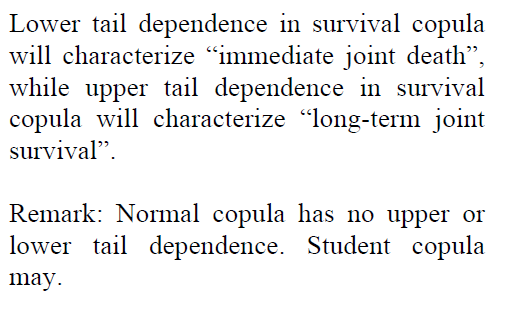 Lower tail dependence in survival copula
will characterize “immediate joint death”,
while upper tail dependence in survival
copula will characterize “long-term joint
survival”.
Remark: Normal copula has no upper or
lower tail dependence. Student copula
may.